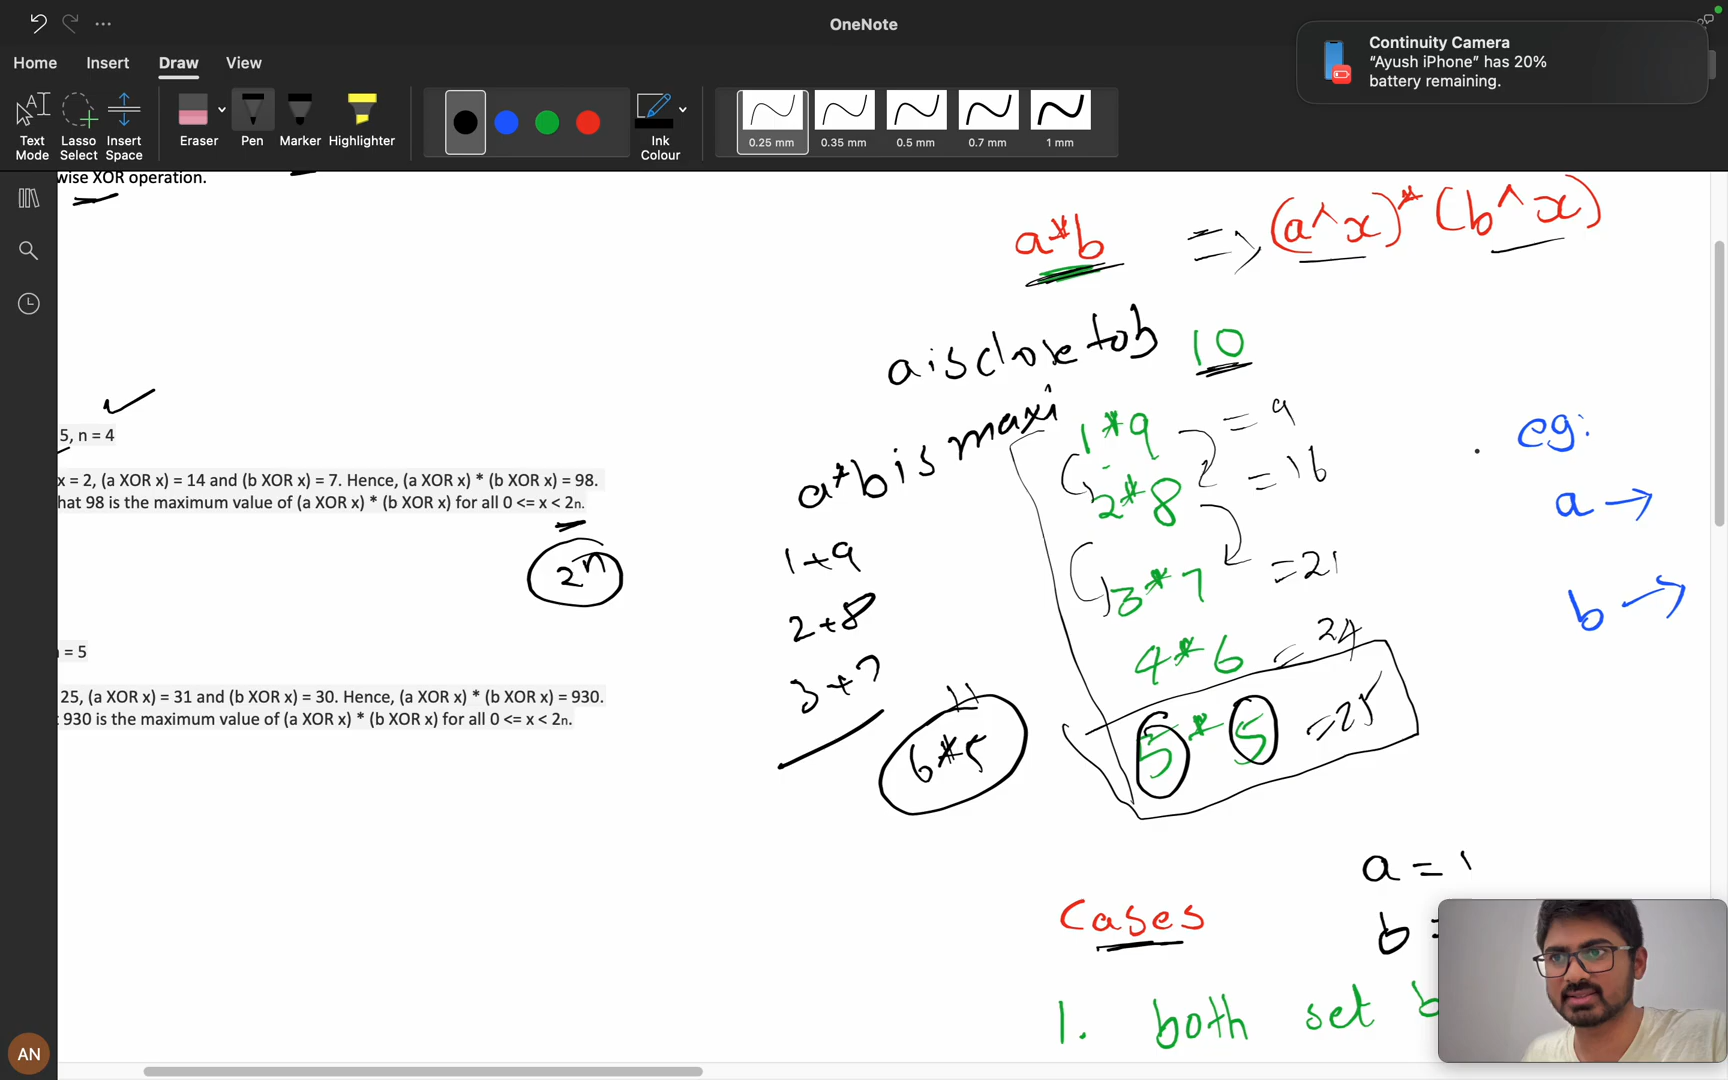 OneNote
Continuity Camera
“Ayush iPhone” has 20%
battery remaining.
Home Insert Draw View
Text Mode
Lasso Select
Insert Space
Eraser
Pen
Marker
Highlighter
Ink Colour
0.25 mm
0.35 mm
0.5 mm
0.7 mm
1 mm
wise XOR operation.
a*b => (a^x)* (b^x)
a is close to b 10
a*b is maxi
1*9 = 9
2*8 = 16
3*7 = 21
4*6 = 24
5*5 = 25
1+9
2+8
3+7
11
6*5
eg:
a →
b →
5, n = 4
x = 2, (a XOR x) = 14 and (b XOR x) = 7. Hence, (a XOR x) * (b XOR x) = 98.
hat 98 is the maximum value of (a XOR x) * (b XOR x) for all 0 <= x < 2n.
2^n
= 5
25, (a XOR x) = 31 and (b XOR x) = 30. Hence, (a XOR x) * (b XOR x) = 930.
930 is the maximum value of (a XOR x) * (b XOR x) for all 0 <= x < 2n.
a = 1
b =
Cases
1. both set b
AN